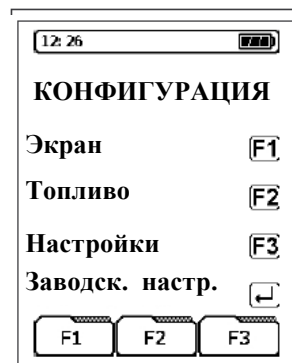 12:26
КОНФИГУРАЦИЯ
Экран F1
Топливо F2
Настройки F3
Заводск. настр.
F1 F2 F3